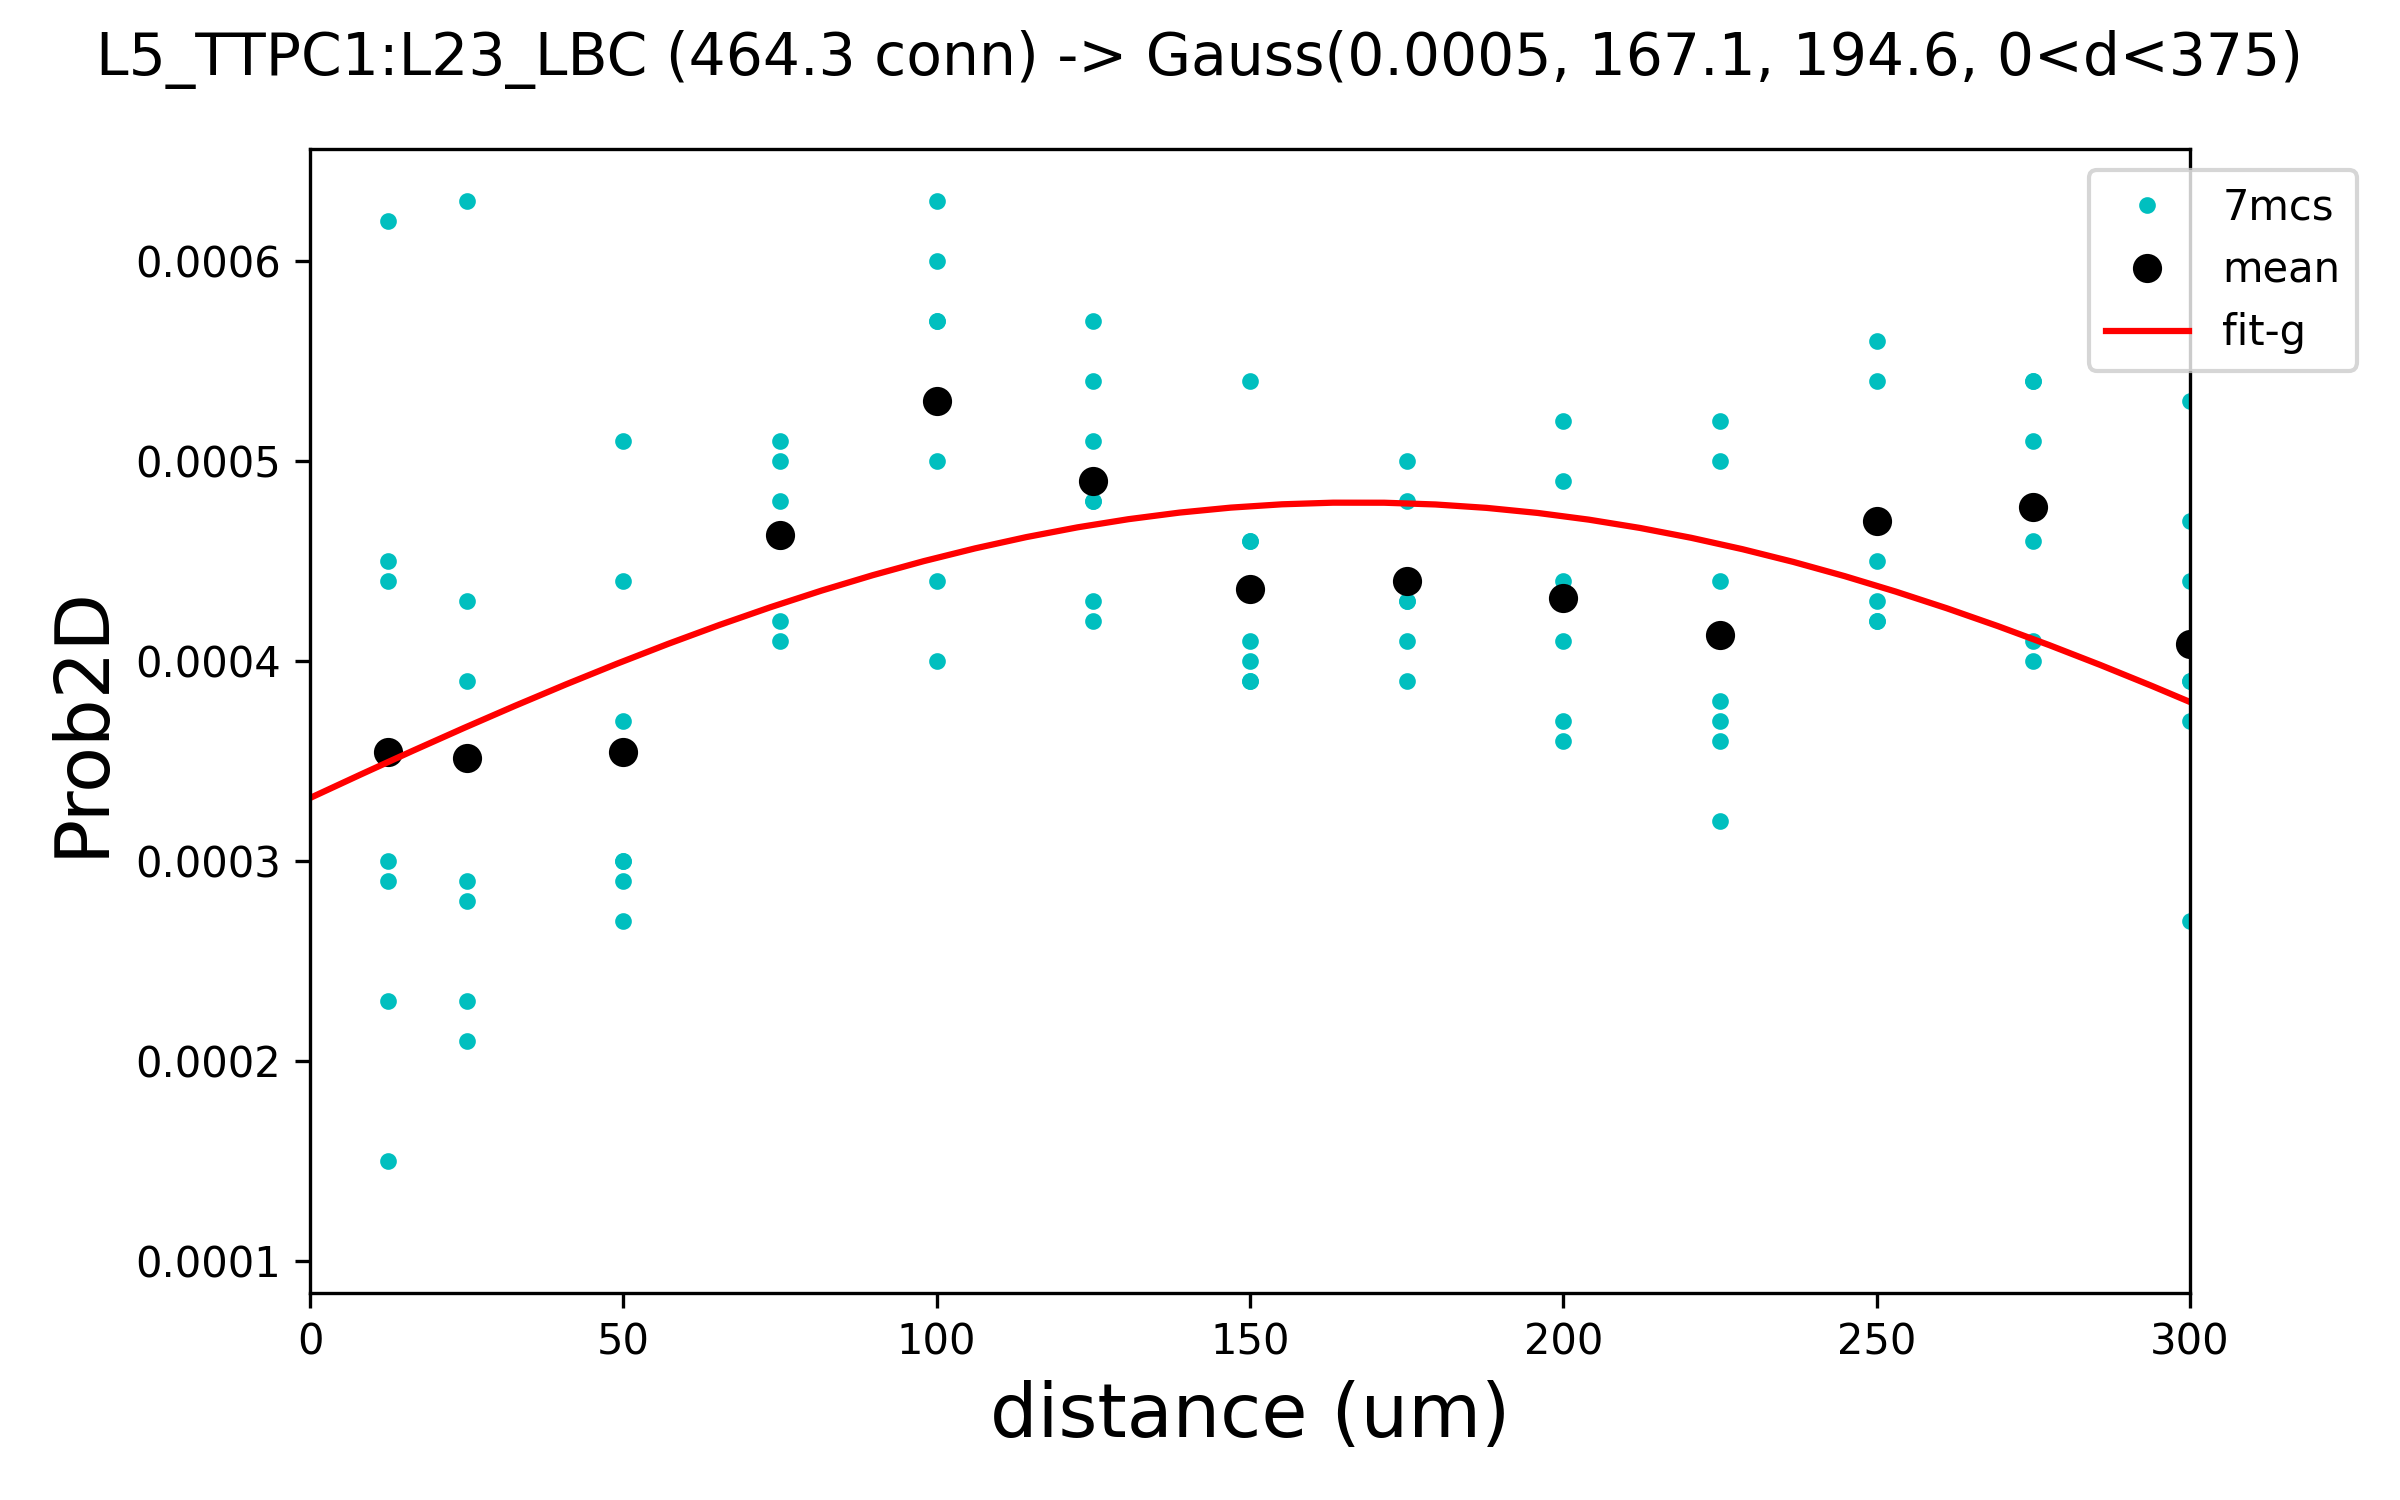 L5_TTPC1:L23_LBC (464.3 conn) -> Gauss(0.0005, 167.1, 194.6, 0<d<375)
7mcs
mean
fit-g
0.0006
0.0005
0.0004
0.0003
0.0002
0.0001
Prob2D
0 50 100 150 200 250 300
distance (um)